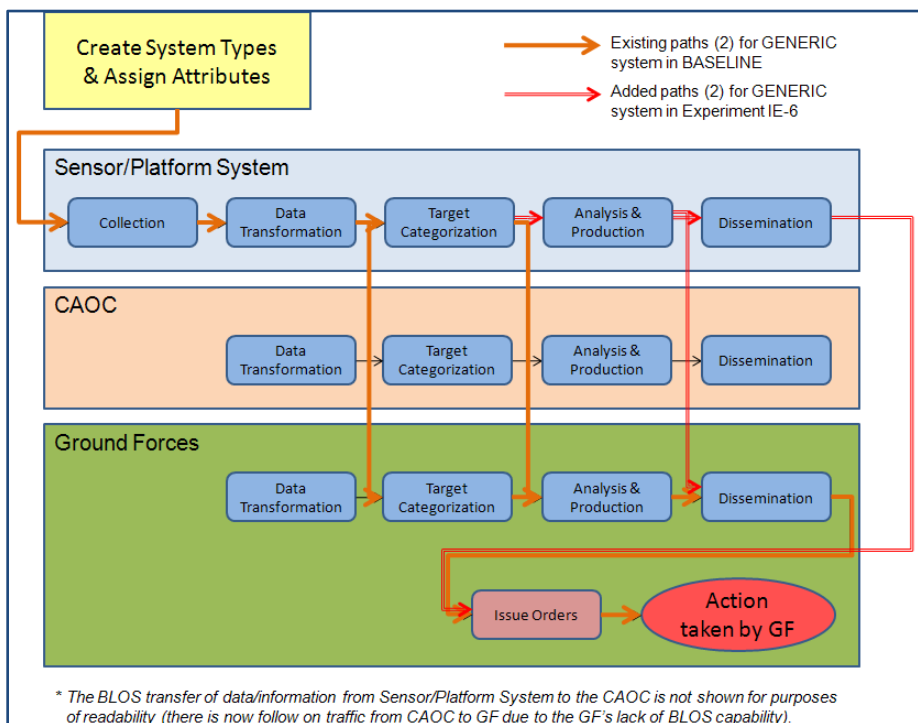 Create System Types
& Assign Attributes
Existing paths (2) for GENERIC
system in BASELINE
Added paths (2) for GENERIC
system in Experiment IE-6
Sensor/Platform System
Collection
Data
Transformation
Target
Categorization
Analysis &
Production
Dissemination
CAOC
Data
Transformation
Target
Categorization
Analysis &
Production
Dissemination
Ground Forces
Data
Transformation
Target
Categorization
Analysis &
Production
Dissemination
Issue Orders
Action
taken by GF
* The BLOS transfer of data/information from Sensor/Platform System to the CAOC is not shown for purposes
of readability (there is now follow on traffic from CAOC to GF due to the GF's lack of BLOS capability)